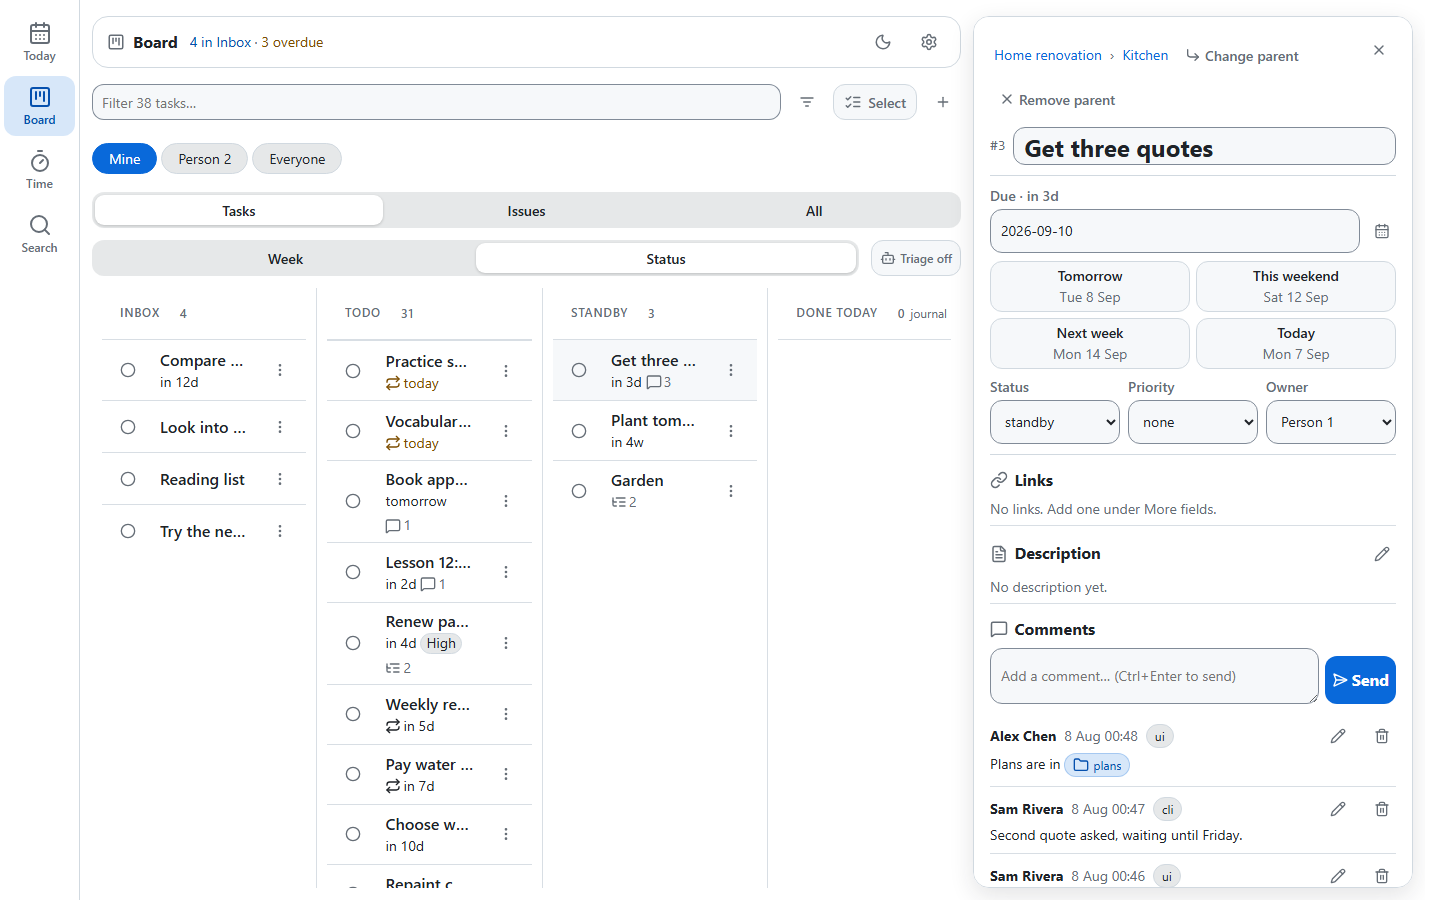 Today
Board
Time
Search
Board 4 in Inbox · 3 overdue
Filter 38 tasks...
Select
Mine
Person 2
Everyone
Tasks
Issues
All
Week
Status
Triage off
INBOX 4
Compare ...
in 12d
Look into ...
Reading list
Try the ne...
TODO 31
Practice s...
today
Vocabular...
today
Book app...
tomorrow
1
Lesson 12:...
in 2d 1
Renew pa...
in 4d High
2
Weekly re...
in 5d
Pay water ...
in 7d
Choose w...
in 10d
Repaint c
STANDBY 3
Get three ...
in 3d 3
Plant tom...
in 4w
Garden
2
DONE TODAY 0 journal
Home renovation › Kitchen Change parent
Remove parent
#3 Get three quotes
Due · in 3d
2026-09-10
Tomorrow
Tue 8 Sep
This weekend
Sat 12 Sep
Next week
Mon 14 Sep
Today
Mon 7 Sep
Status
standby
Priority
none
Owner
Person 1
Links
No links. Add one under More fields.
Description
No description yet.
Comments
Add a comment... (Ctrl+Enter to send)
Send
Alex Chen 8 Aug 00:48 ui
Plans are in plans
Sam Rivera 8 Aug 00:47 cli
Second quote asked, waiting until Friday.
Sam Rivera 8 Aug 00:46 ui